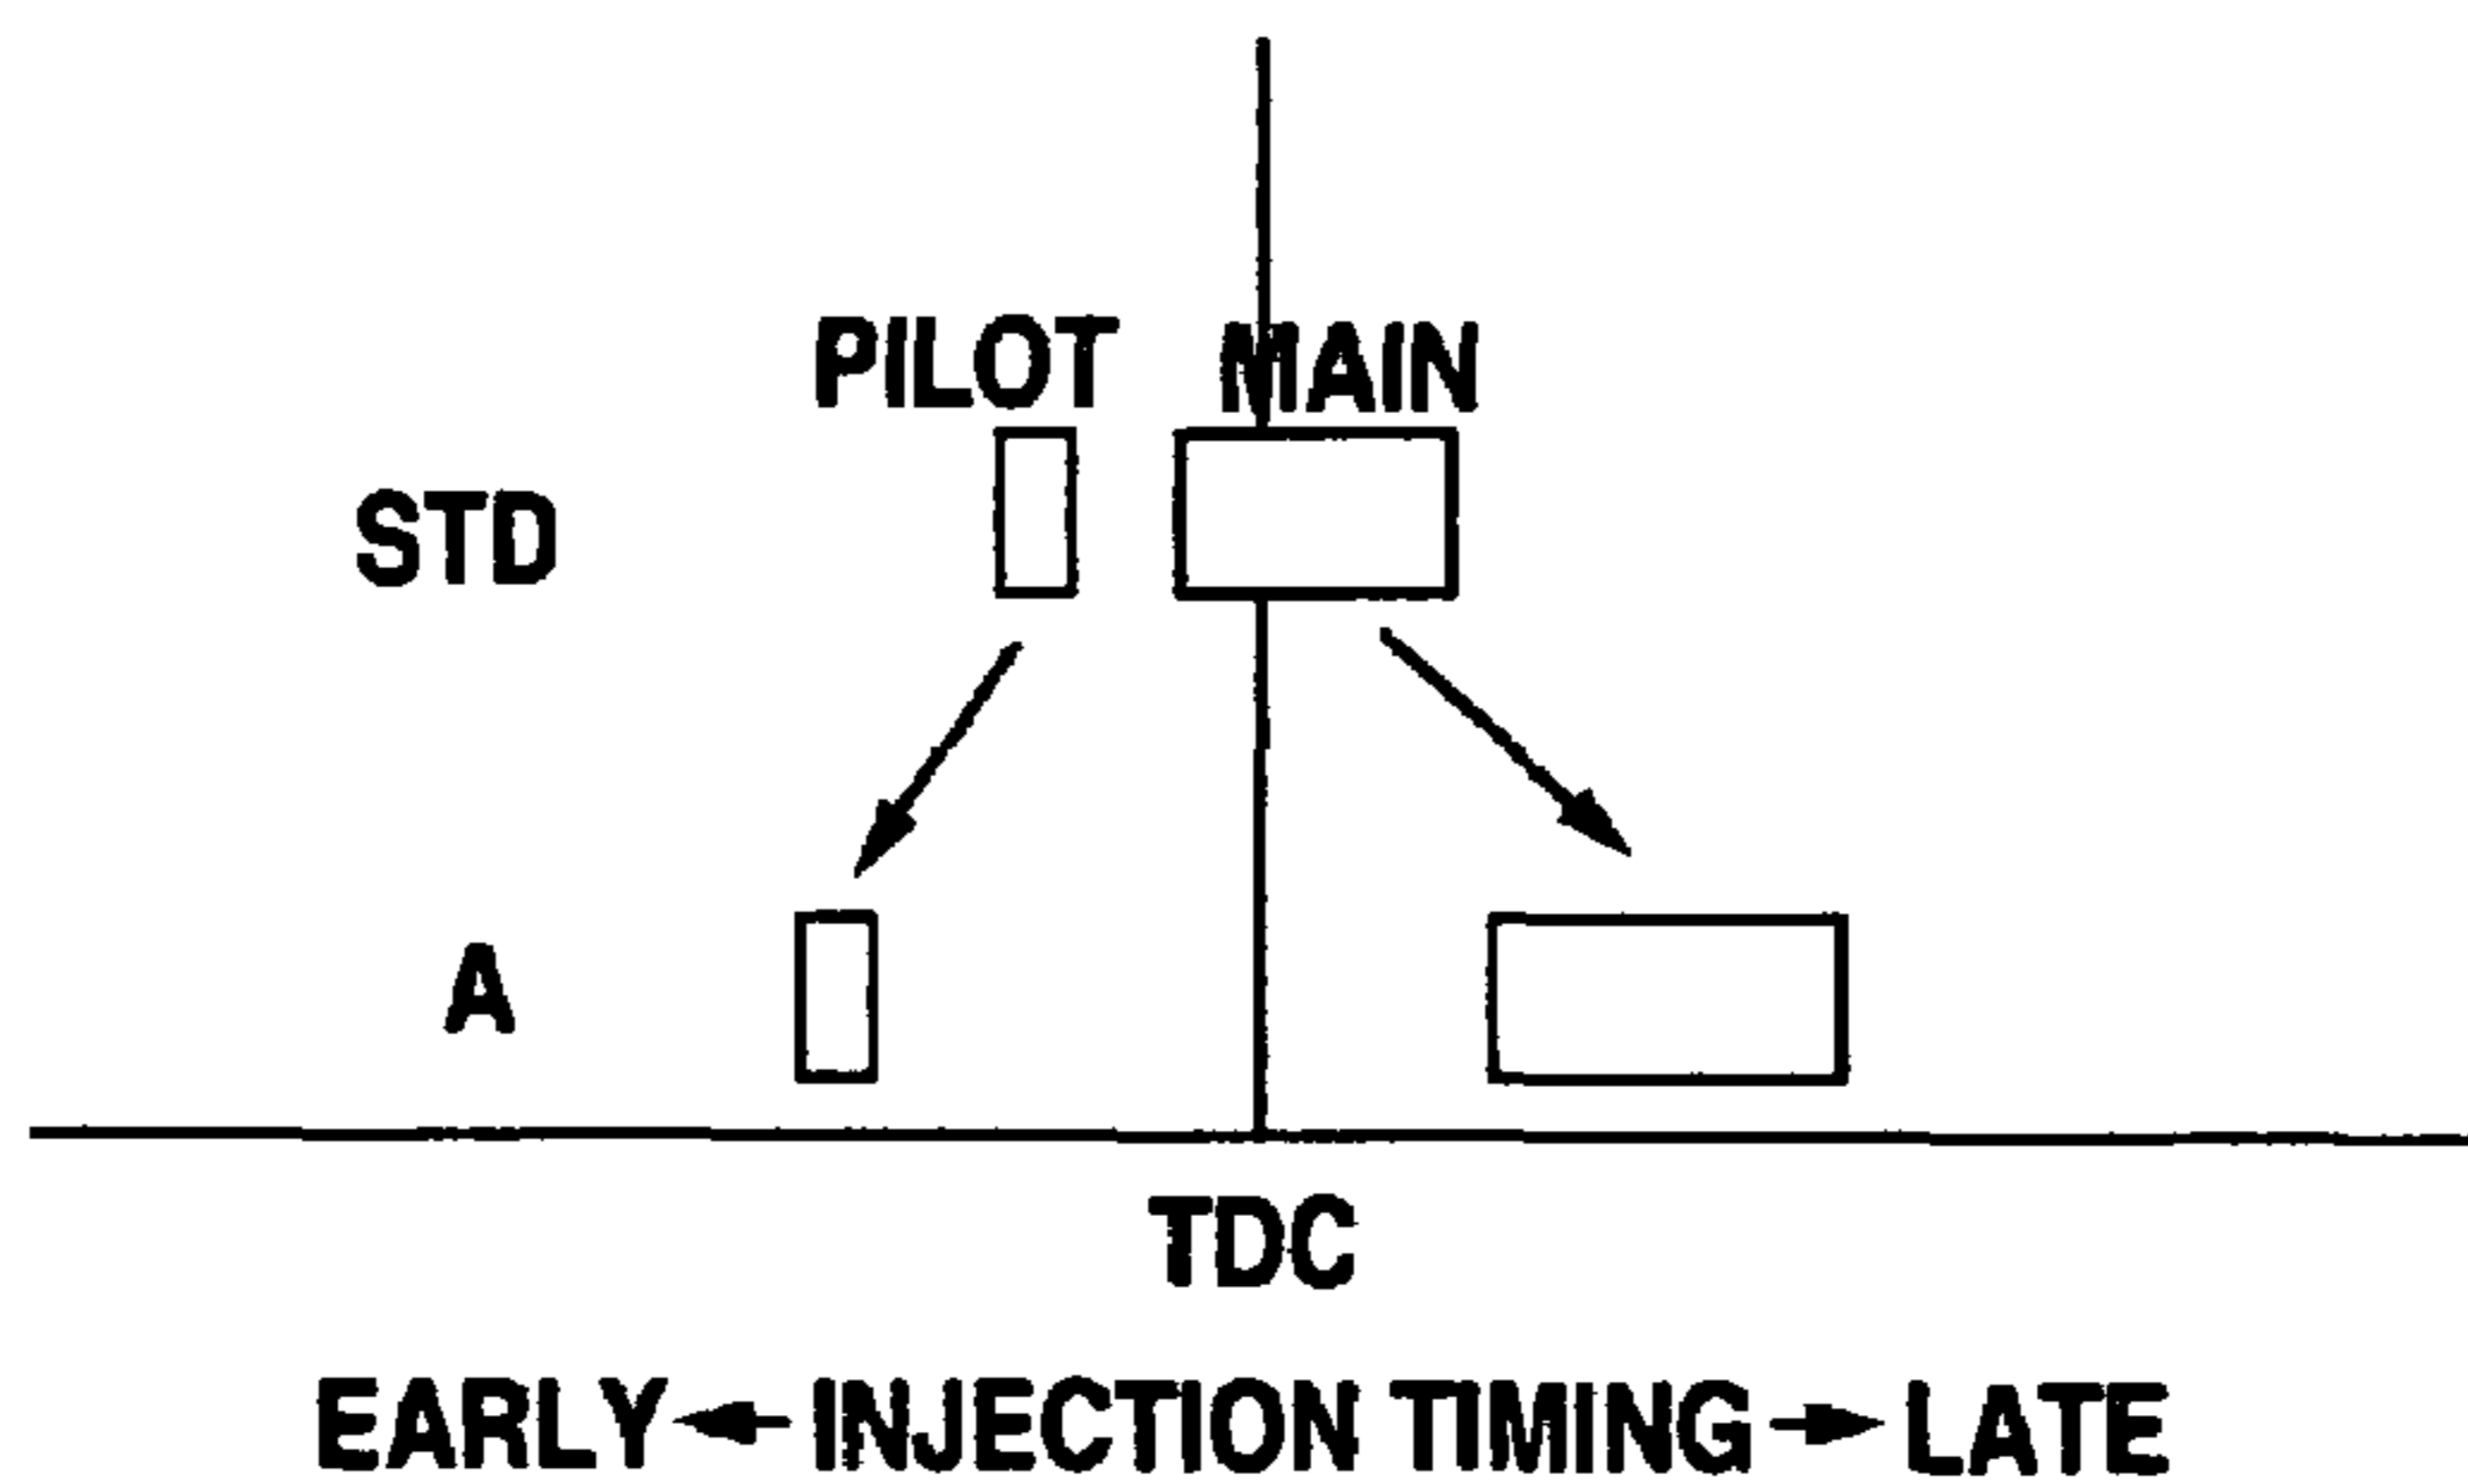 PILOT MAIN
STD
A
TDC
EARLY ← INJECTION TIMING → LATE